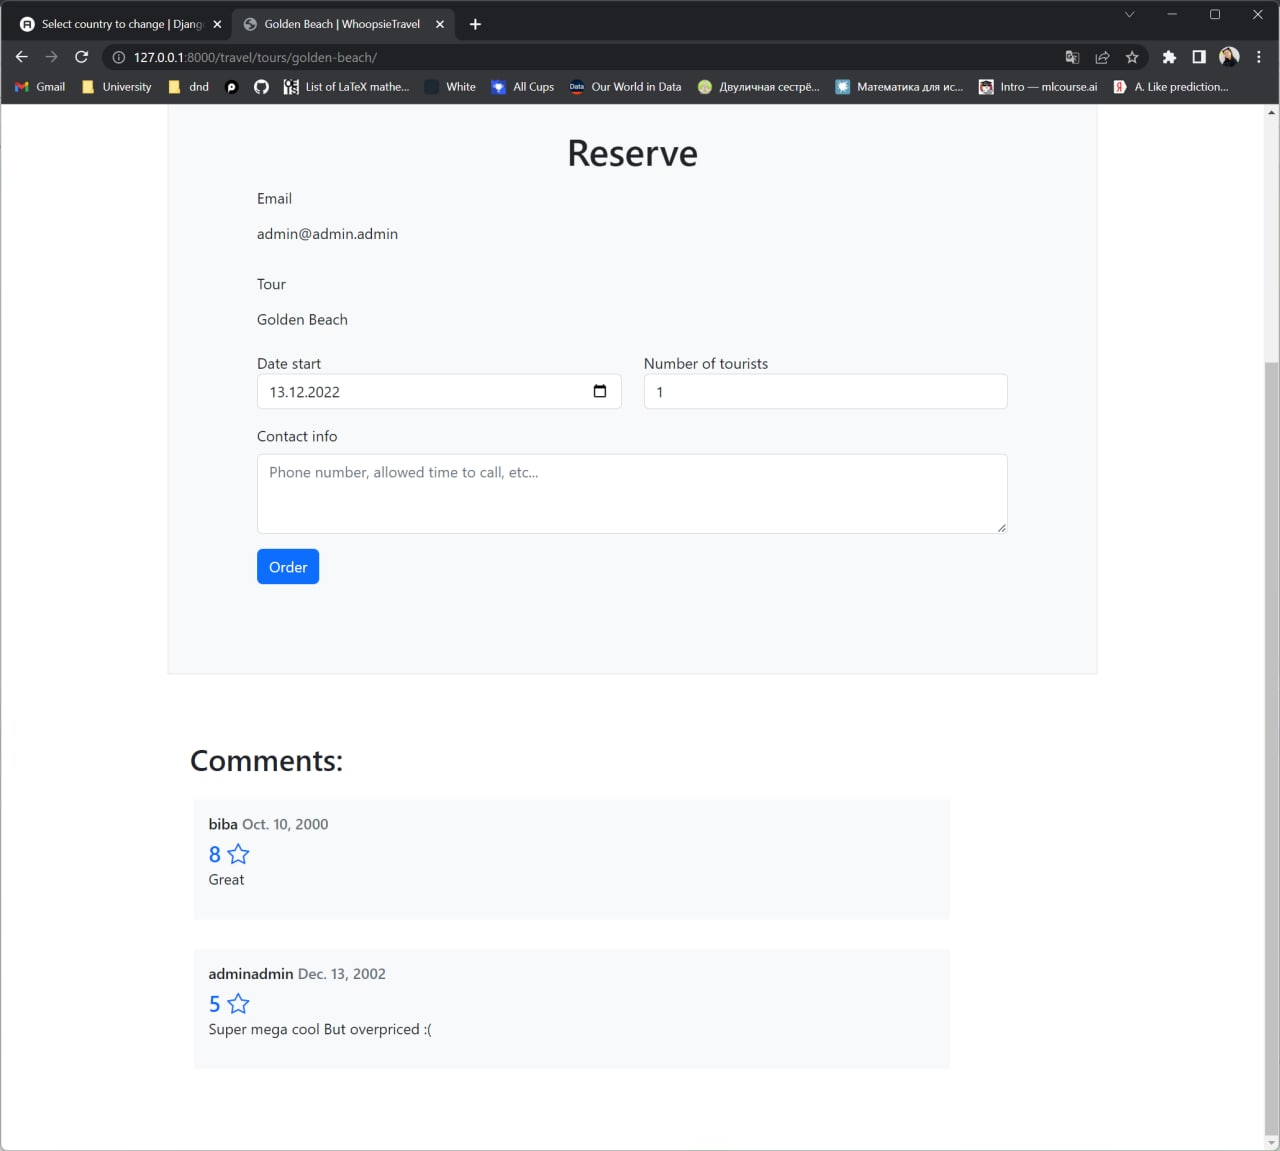 Select country to change | Djang
Golden Beach | WhoopsieTravel
127.0.0.1:8000/travel/tours/golden-beach/
Gmail
University
dnd
List of LaTeX mathe...
White
All Cups
Data
Our World in Data
Двуличная сестрё...
Математика для ис...
Intro — mlcourse.ai
Я
A. Like prediction...
Reserve
Email
admin@admin.admin
Tour
Golden Beach
Date start
Number of tourists
13.12.2022
1
Contact info
Phone number, allowed time to call, etc...
Order
Comments:
biba Oct. 10, 2000
8
Great
adminadmin Dec. 13, 2002
5
Super mega cool But overpriced :(